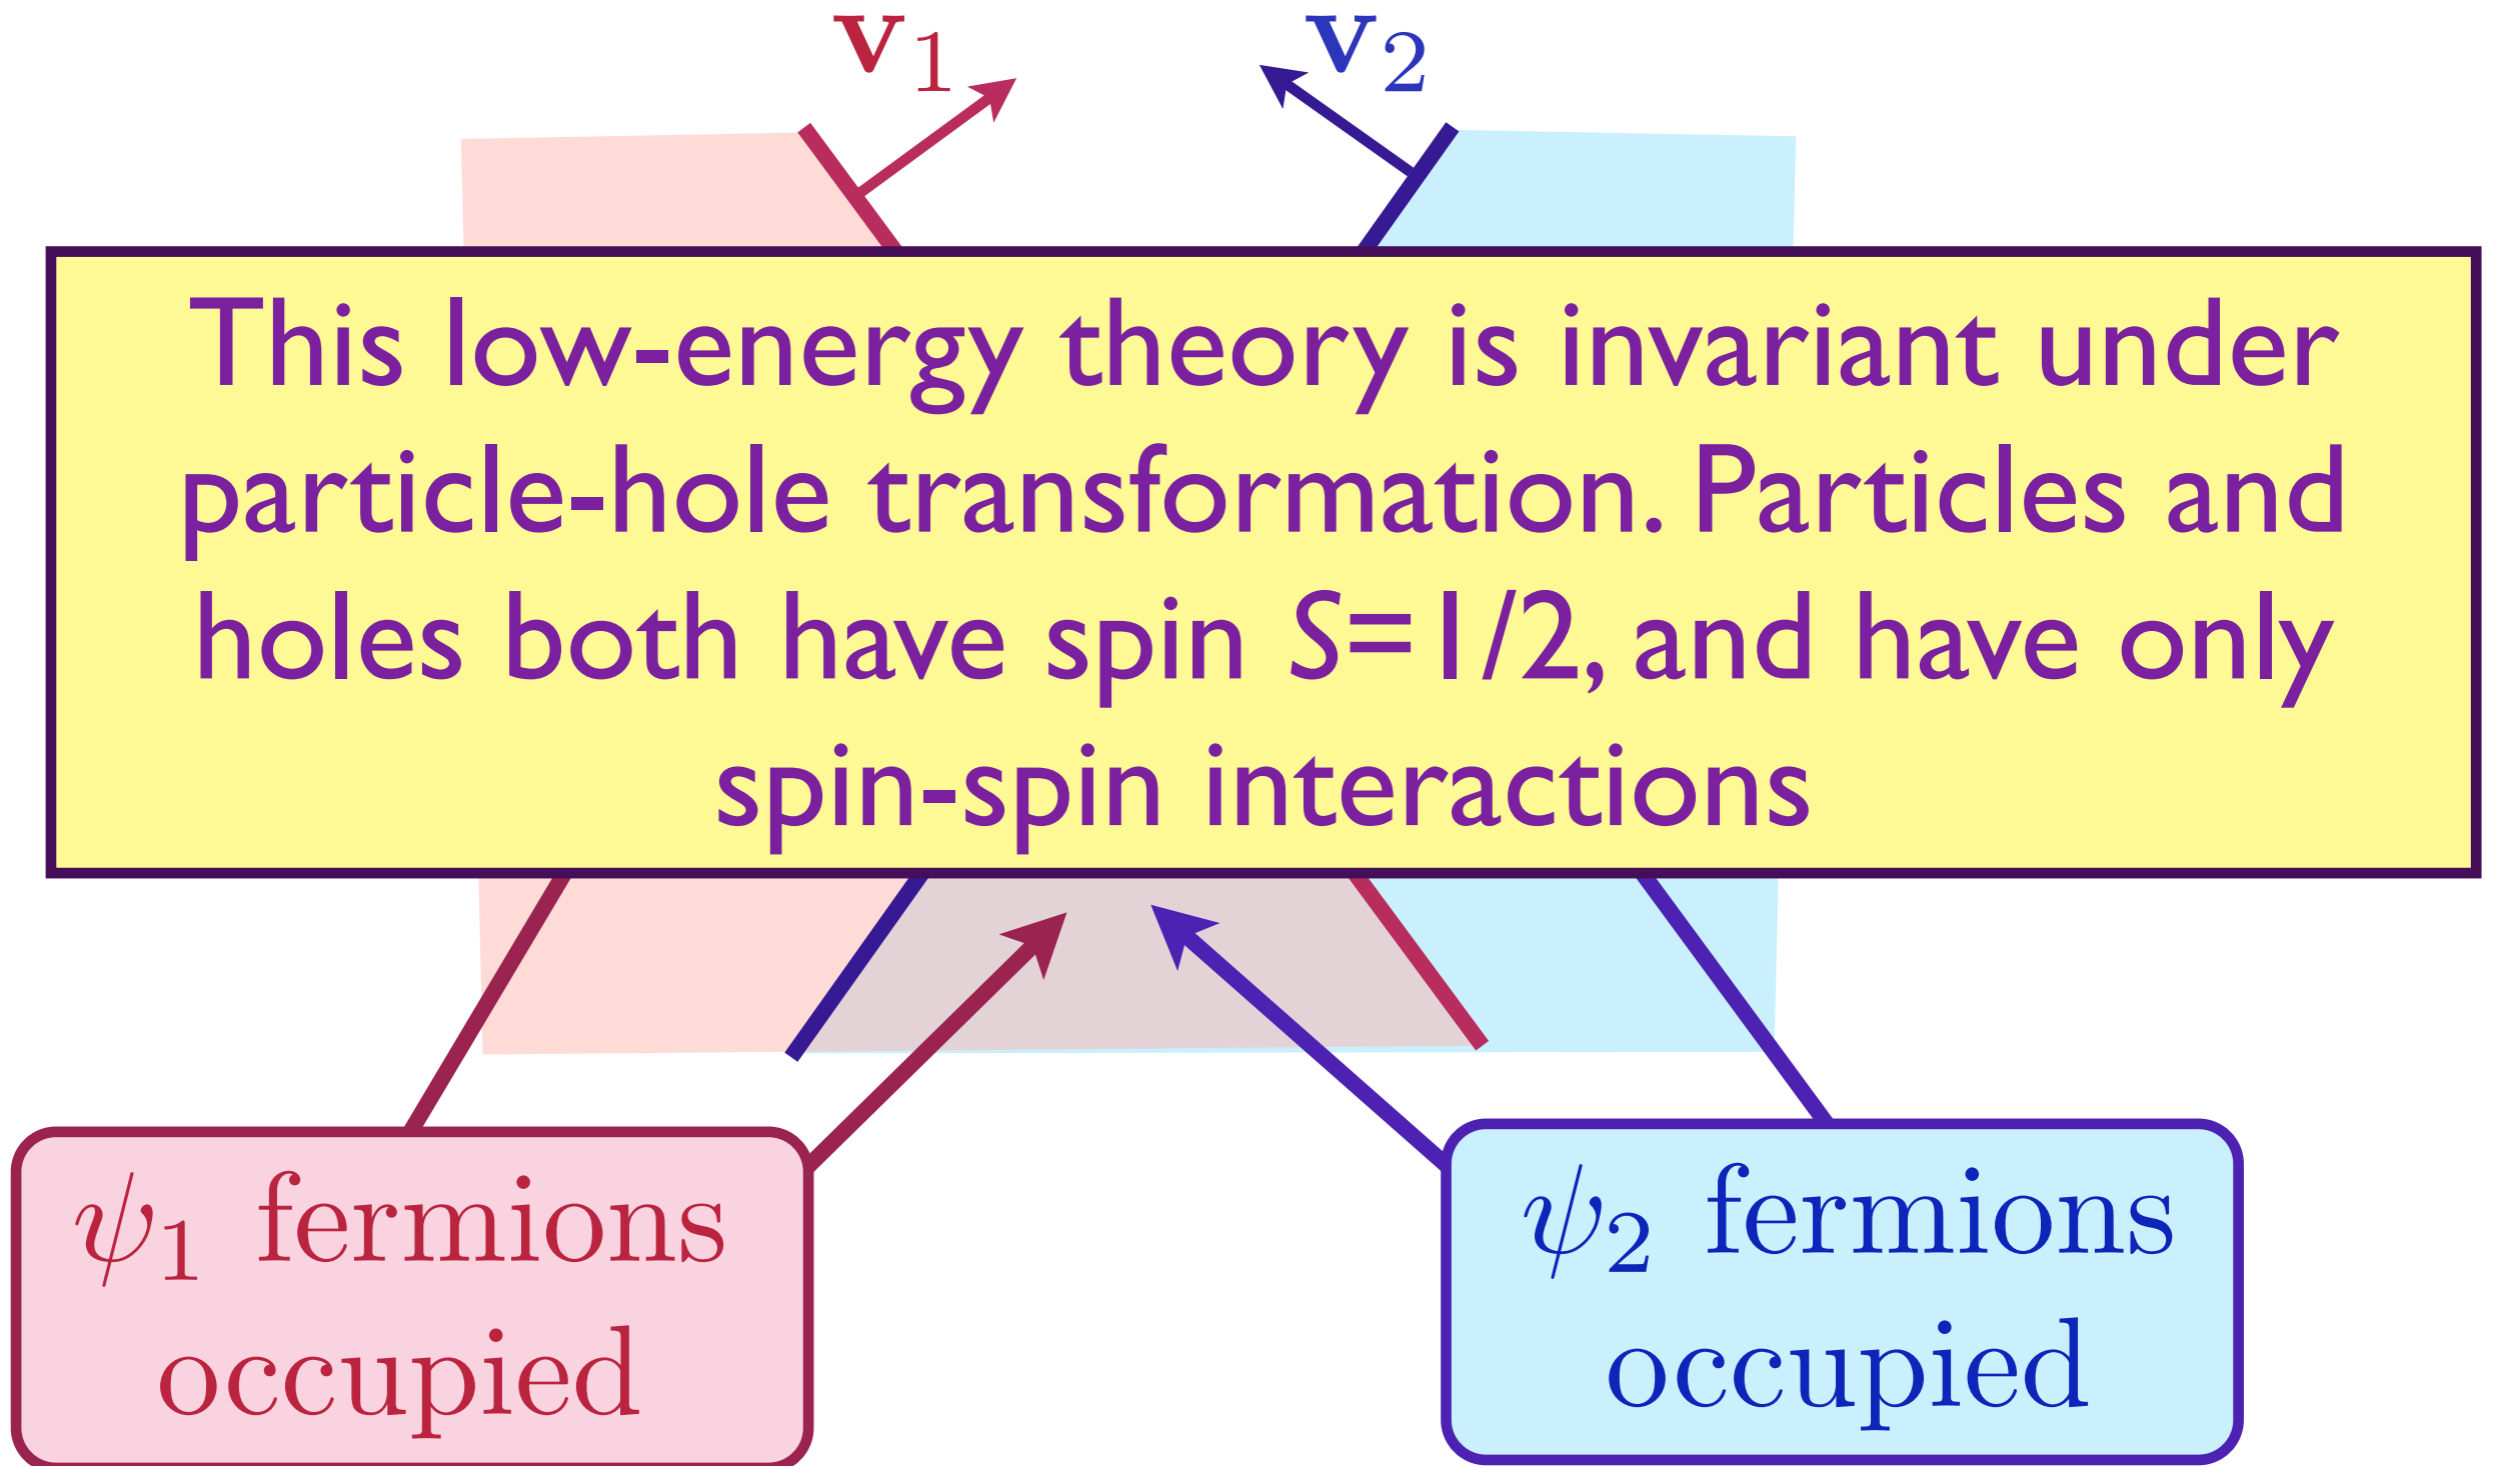 v₁
v₂
This low-energy theory is invariant under
particle-hole transformation. Particles and
holes both have spin S=1/2, and have only
spin-spin interactions
ψ₁ fermions
occupied
ψ₂ fermions
occupied